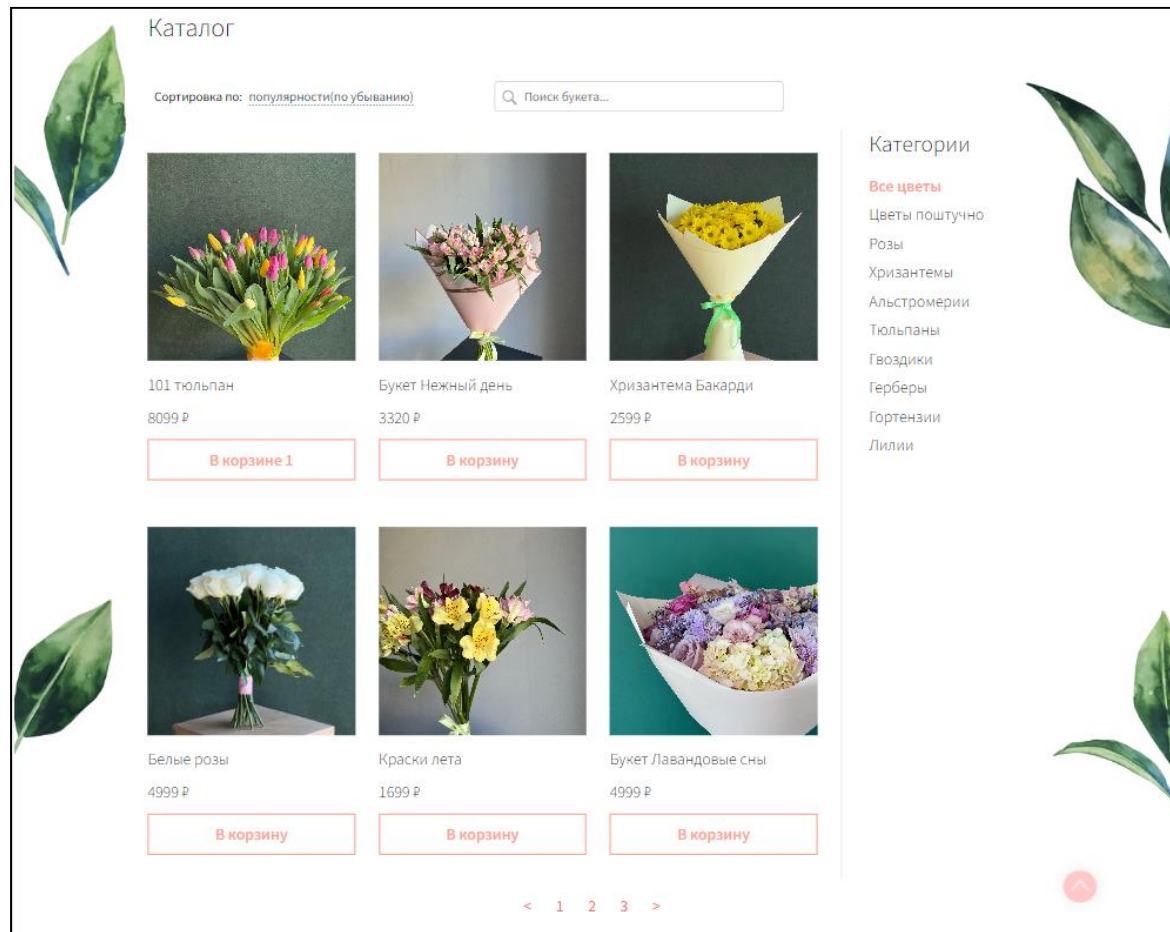 Каталог
Сортировка по: популярности(по убыванию)
Поиск букета...
101 тюльпан
8099 ₽
В корзине 1
Букет Нежный день
3320 ₽
В корзину
Хризантема Бакарди
2599 ₽
В корзину
Белые розы
4999 ₽
В корзину
Краски лета
1699 ₽
В корзину
Букет Лавандовые сны
4999 ₽
В корзину
Категории
Все цветы
Цветы поштучно
Розы
Хризантемы
Альстромерии
Тюльпаны
Гвоздики
Герберы
Гортензии
Лилии
< 1 2 3 >